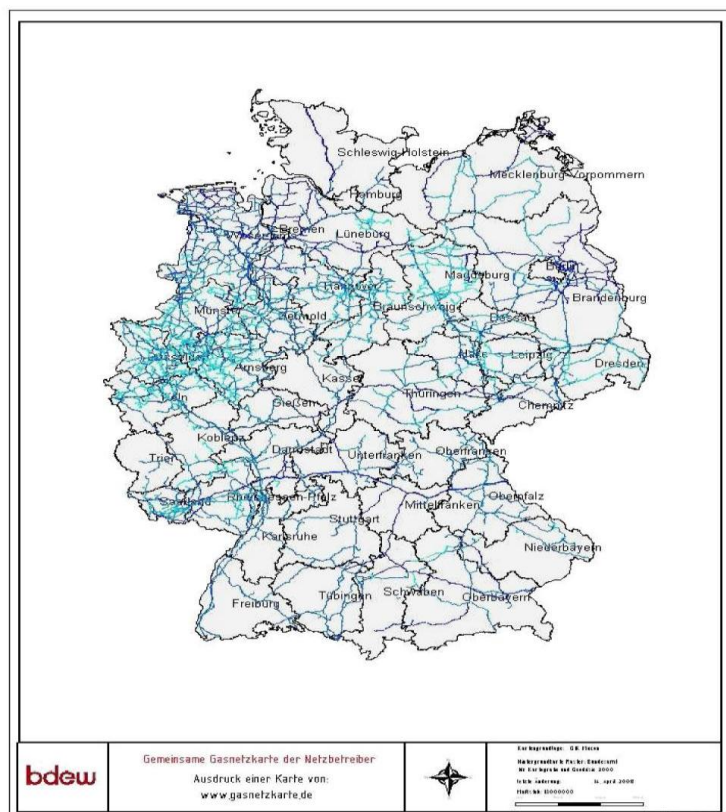 Schleswig-Holstein
Mecklenburg-Vorpommern
Hamburg
Bremen
Lüneburg
Berlin
Magdeburg
Hannover
Braunschweig
Brandenburg
Münster
Detmold
Dessau
Halle
Leipzig
Dresden
Arnsberg
Kassel
Köln
Thüringen
Gießen
Chemnitz
Koblenz
Trier
Darmstadt
Unterfranken
Oberfranken
Saarland
Rheinhessen-Pfalz
Oberpfalz
Mittelfranken
Stuttgart
Karlsruhe
Niederbayern
Freiburg
Tübingen
Schwaben
Oberbayern
bdew
Gemeinsame Gasnetzkarte der Netzbetreiber
Ausdruck einer Karte von:
www.gasnetzkarte.de